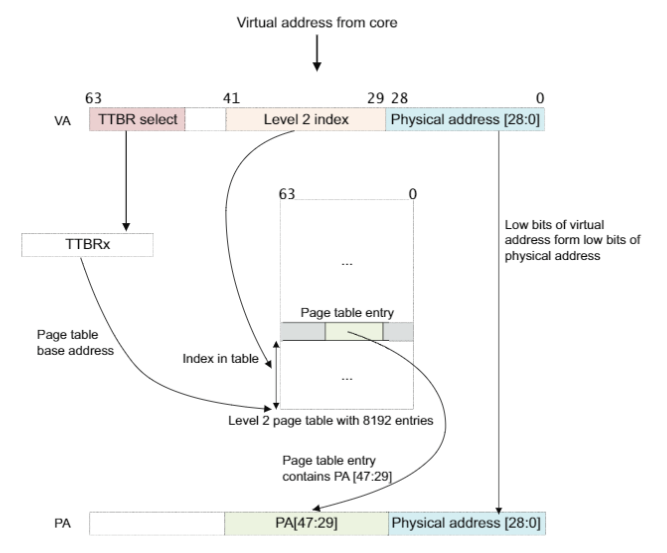 Virtual address from core
63 41 29 28 0
VA TTBR select Level 2 index Physical address [28:0]
63 0
Low bits of virtual
address form low bits of
physical address
TTBRx
...
Page table entry
Page table
base address
Index in table
...
Level 2 page table with 8192 entries
Page table entry
contains PA [47:29]
PA PA[47:29] Physical address [28:0]